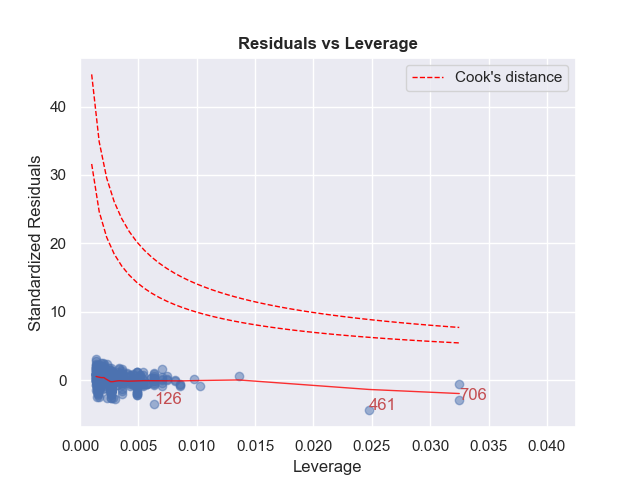 Residuals vs Leverage
Cook's distance
Standardized Residuals
40
30
20
10
0
126
461
706
0.000 0.005 0.010 0.015 0.020 0.025 0.030 0.035 0.040
Leverage